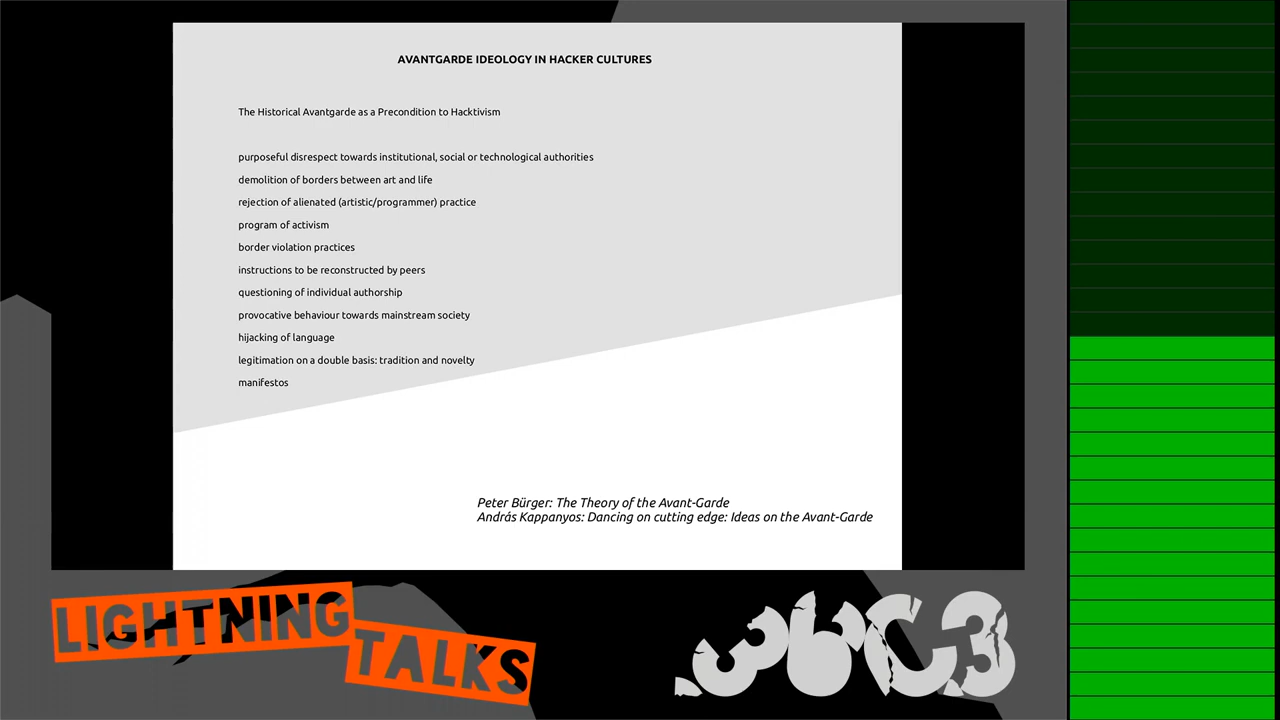 AVANTGARDE IDEOLOGY IN HACKER CULTURES
The Historical Avantgarde as a Precondition to Hacktivism
purposeful disrespect towards institutional, social or technological authorities
demolition of borders between art and life
rejection of alienated (artistic/programmer) practice
program of activism
border violation practices
instructions to be reconstructed by peers
questioning of individual authorship
provocative behaviour towards mainstream society
hijacking of language
legitimation on a double basis: tradition and novelty
manifestos
Peter Bürger: The Theory of the Avant-Garde
András Kappanyos: Dancing on cutting edge: Ideas on the Avant-Garde
LIGHTNING
TALKS
36C3